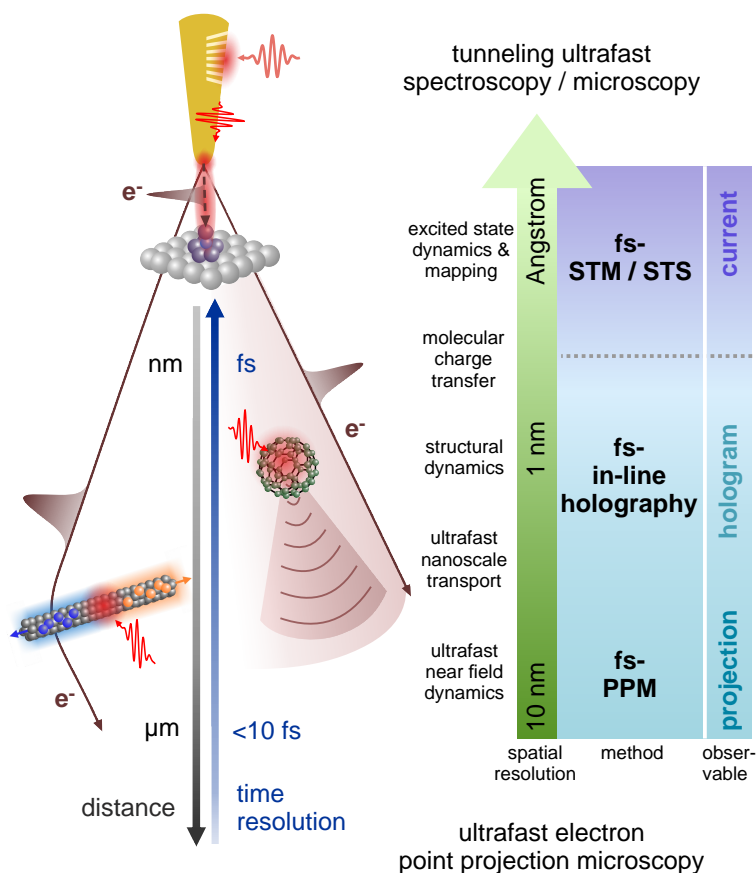 tunneling ultrafast
spectroscopy / microscopy
e-
nm
fs
e-
e-
µm
<10 fs
distance
time
resolution
excited state
dynamics &
mapping
molecular
charge
transfer
structural
dynamics
ultrafast
nanoscale
transport
ultrafast
near field
dynamics
Angstrom
1 nm
10 nm
fs-
STM / STS
fs-
in-line
holography
fs-
PPM
current
hologram
projection
spatial
resolution
method
obser-
vable
ultrafast electron
point projection microscopy